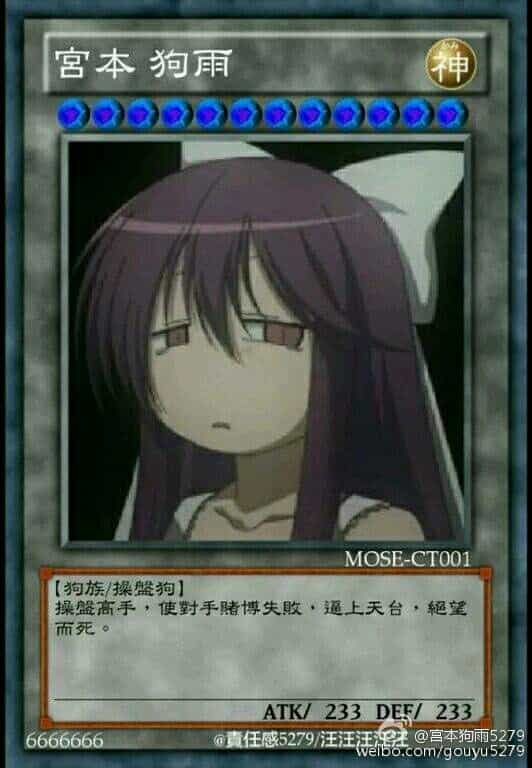 宮本 狗雨
かみ
神
MOSE-CT001
【狗族/操盤狗】
操盤高手,使對手賭博失敗,逼上天台,絕望
而死。
ATK/ 233 DEF/ 233
6666666
@責任感5279/汪汪汪汪汪
@宮本狗雨5279
weibo.com/gouyu5279